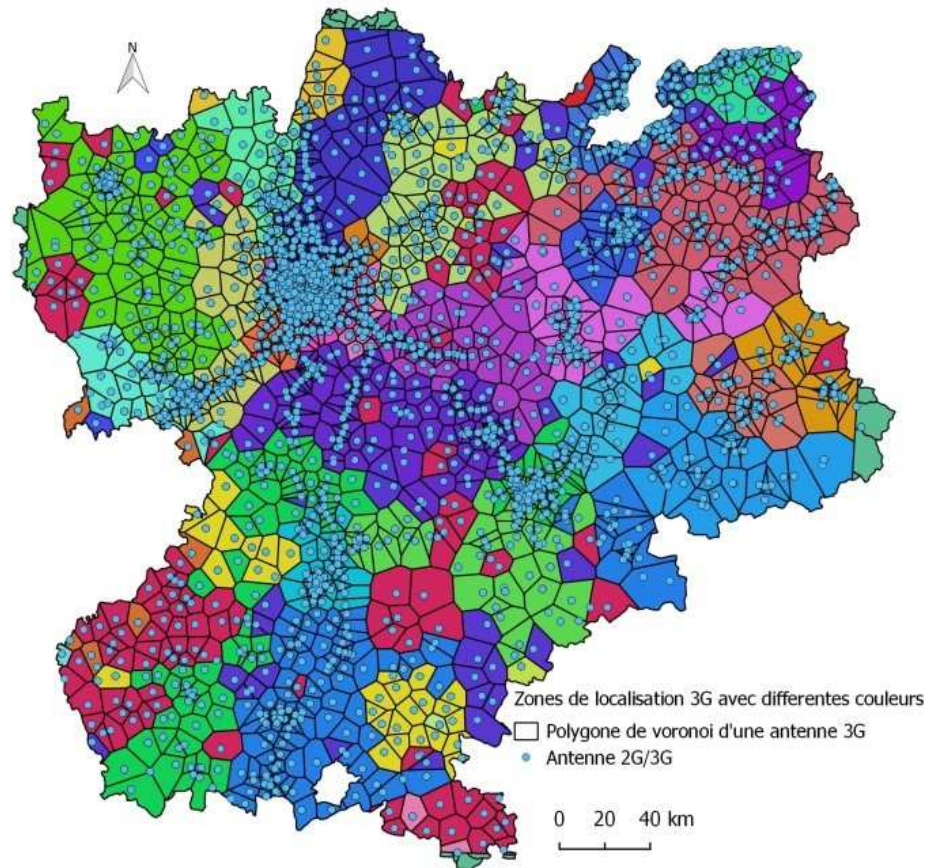 N
Zones de localisation 3G avec differentes couleurs
Polygone de voronoi d'une antenne 3G
Antenne 2G/3G
0 20 40 km